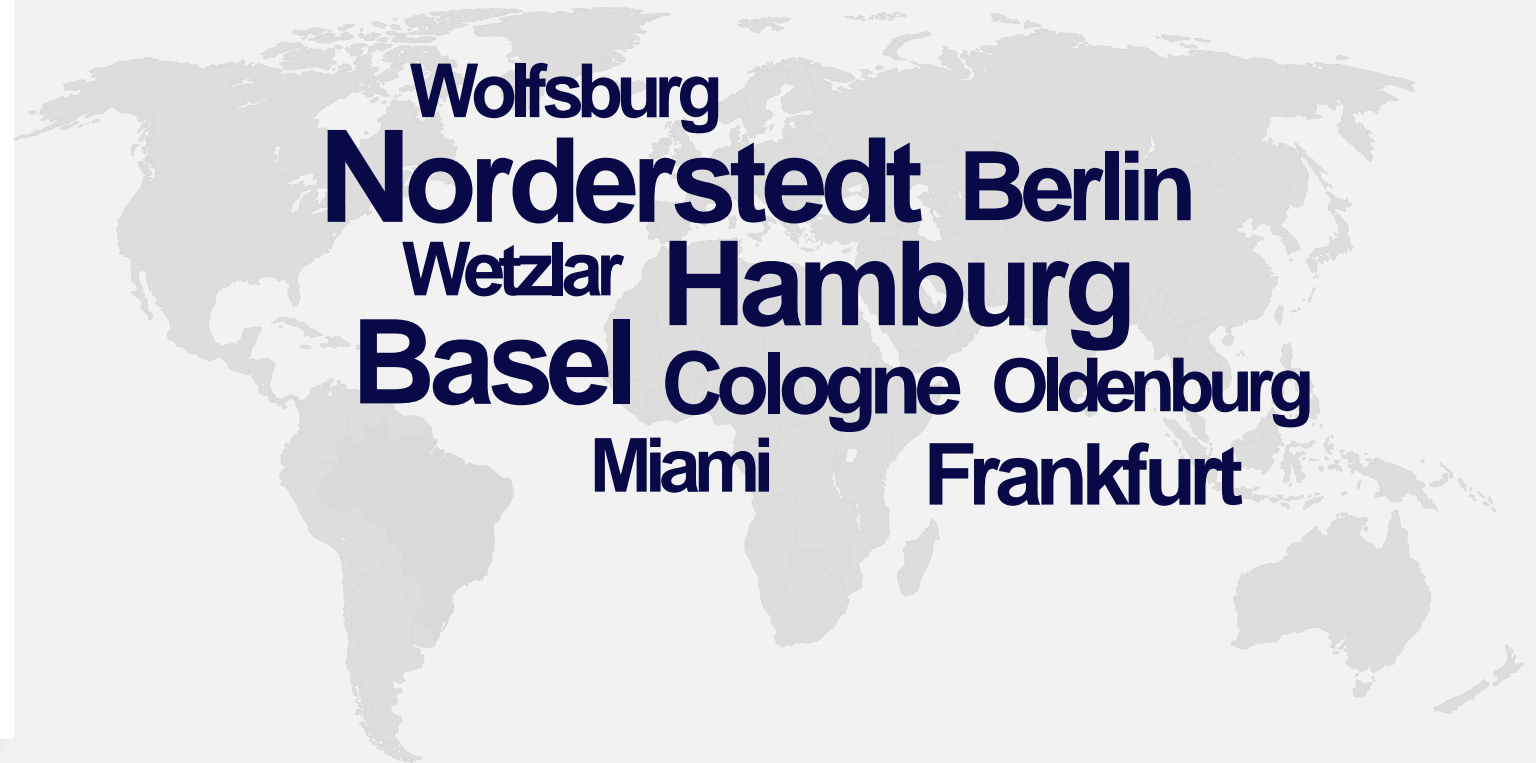 Wolfsburg
Norderstedt Berlin
Wetzlar Hamburg
Basel Cologne Oldenburg
Miami Frankfurt